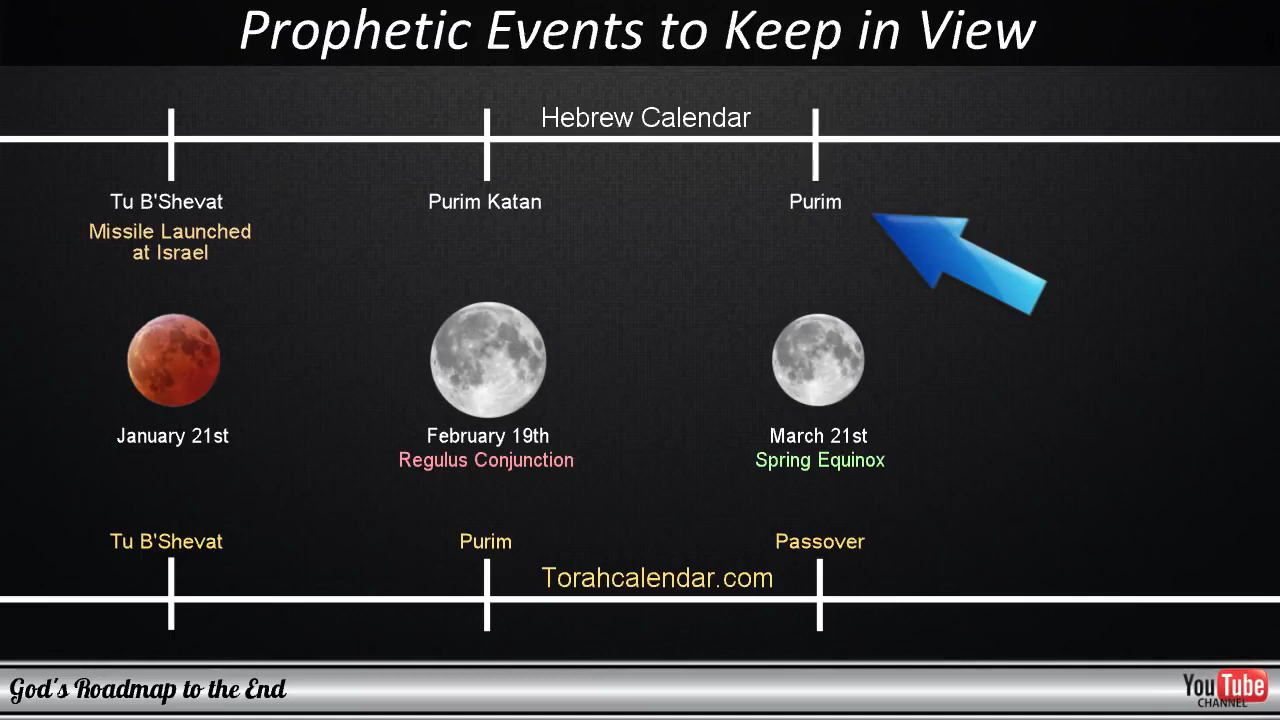 Prophetic Events to Keep in View
Hebrew Calendar
Tu B'Shevat
Missile Launched
at Israel
Purim Katan
Purim
January 21st
February 19th
Regulus Conjunction
March 21st
Spring Equinox
Tu B'Shevat
Purim
Passover
Torahcalendar.com
God's Roadmap to the End
YouTube
CHANNEL